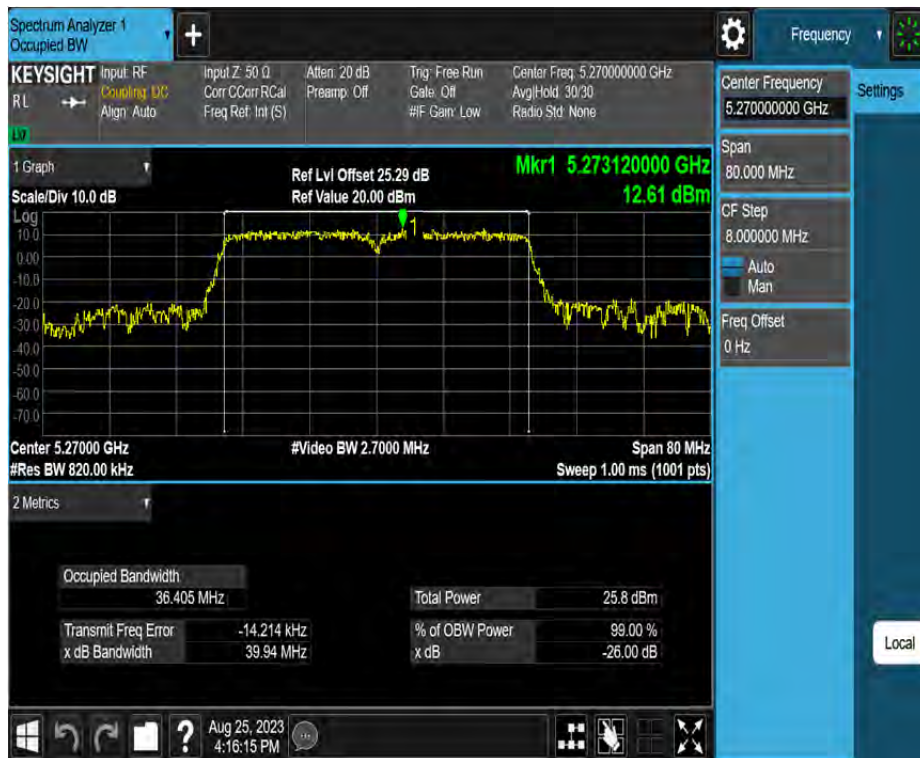 Spectrum Analyzer 1
Occupied BW
Frequency
KEYSIGHT
RL
Input: RF
Coupling: DC
Align: Auto
Input Z: 50 Ω
Corr CCorr RCal
Freq Ref: Int (S)
Atten: 20 dB
Preamp: Off
Trig: Free Run
Gate: Off
#IF Gain: Low
Center Freq: 5.270000000 GHz
Avg|Hold: 30/30
Radio Std: None
Center Frequency
5.270000000 GHz
Settings
Span
80.000 MHz
CF Step
8.000000 MHz
Auto
Man
Freq Offset
0 Hz
Local
1 Graph
Scale/Div 10.0 dB
Ref Lvl Offset 25.29 dB
Ref Value 20.00 dBm
Mkr1 5.273120000 GHz
12.61 dBm
Log
10.0
0.00
-10.0
-20.0
-30.0
-40.0
-50.0
-60.0
-70.0
1
Center 5.27000 GHz
#Res BW 820.00 kHz
#Video BW 2.7000 MHz
Span 80 MHz
Sweep 1.00 ms (1001 pts)
2 Metrics
Occupied Bandwidth
36.405 MHz
Total Power 25.8 dBm
Transmit Freq Error -14.214 kHz
% of OBW Power 99.00 %
x dB Bandwidth 39.94 MHz
x dB -26.00 dB
Aug 25, 2023
4:16:15 PM